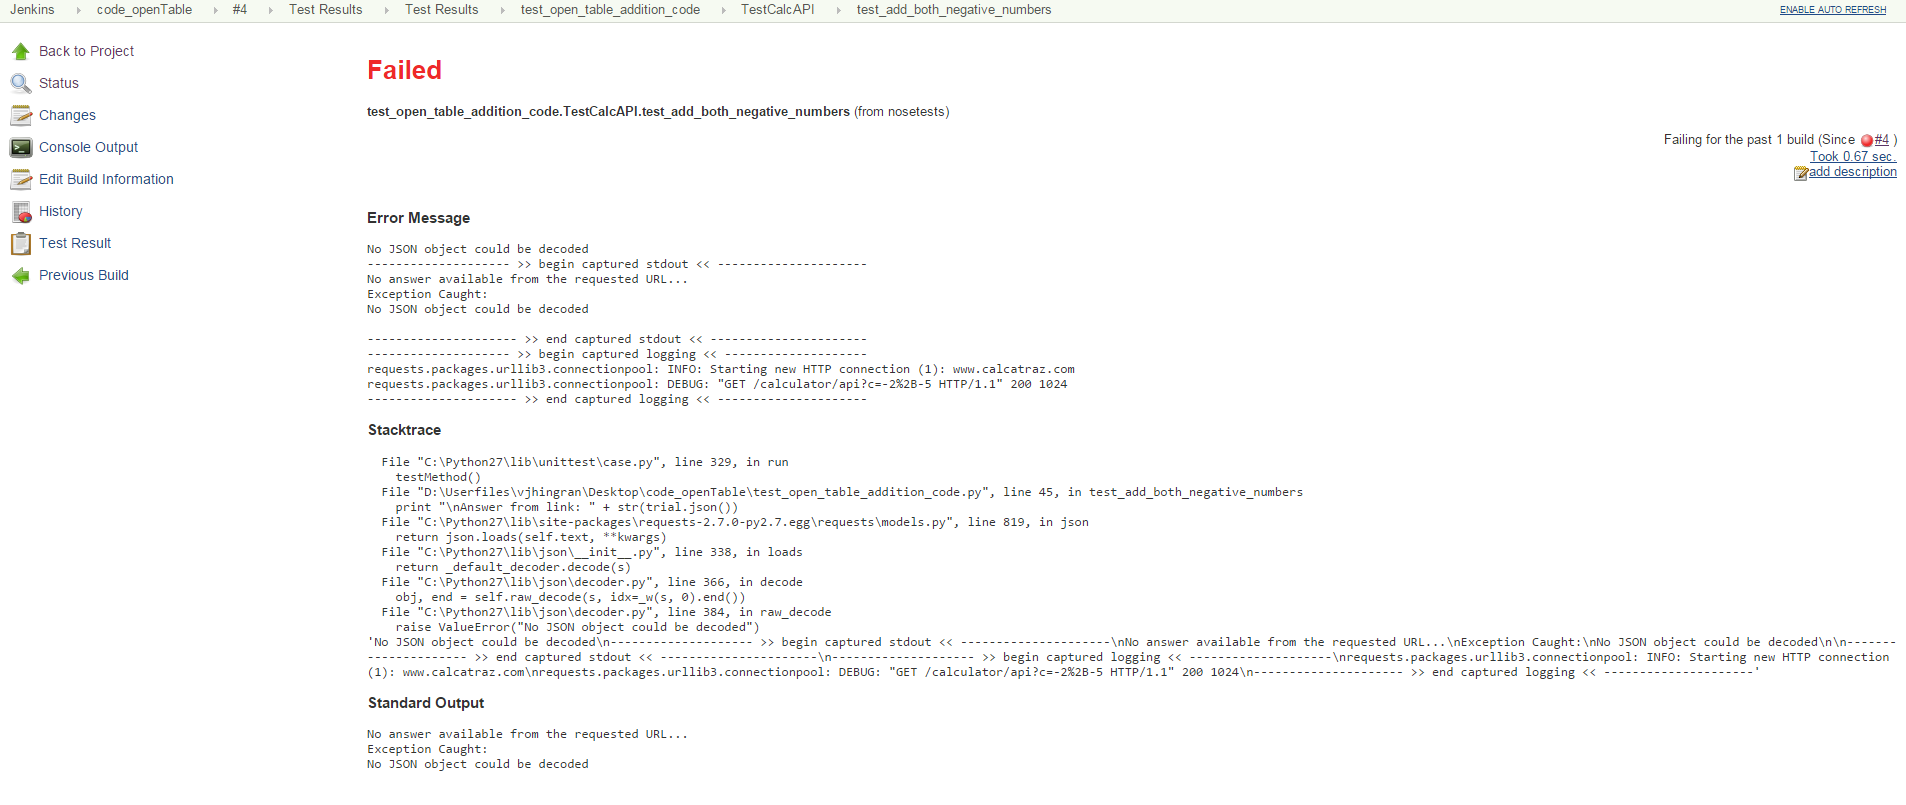 Jenkins code_openTable #4 Test Results Test Results test_open_table_addition_code TestCalcAPI test_add_both_negative_numbers ENABLE AUTO REFRESH
Back to Project
Status
Changes
Console Output
Edit Build Information
History
Test Result
Previous Build
Failed
test_open_table_addition_code.TestCalcAPI.test_add_both_negative_numbers (from nosetests)
Failing for the past 1 build (Since #4 )
Took 0.67 sec.
add description
Error Message
No JSON object could be decoded
-------------------- >> begin captured stdout << ---------------------
No answer available from the requested URL...
Exception Caught:
No JSON object could be decoded
--------------------- >> end captured stdout << ----------------------
--------------------- >> begin captured logging << --------------------
requests.packages.urllib3.connectionpool: INFO: Starting new HTTP connection (1): www.calcatraz.com
requests.packages.urllib3.connectionpool: DEBUG: "GET /calculator/api?c=-2%2B-5 HTTP/1.1" 200 1024
--------------------- >> end captured logging << ---------------------
Stacktrace
File "C:\Python27\lib\unittest\case.py", line 329, in run
testMethod()
File "D:\Userfiles\vjhingran\Desktop\code_openTable\test_open_table_addition_code.py", line 45, in test_add_both_negative_numbers
print "\nAnswer from link: " + str(trial.json())
File "C:\Python27\lib\site-packages\requests-2.7.0-py2.7.egg\requests\models.py", line 819, in json
return json.loads(self.text, **kwargs)
File "C:\Python27\lib\json\__init__.py", line 338, in loads
return _default_decoder.decode(s)
File "C:\Python27\lib\json\decoder.py", line 366, in decode
obj, end = self.raw_decode(s, idx=_w(s, 0).end())
File "C:\Python27\lib\json\decoder.py", line 384, in raw_decode
raise ValueError("No JSON object could be decoded")
'No JSON object could be decoded\n-------------------- >> begin captured stdout << ---------------------\nNo answer available from the requested URL...\nException Caught:\nNo JSON object could be decoded\n\n-------
-------------- >> end captured stdout << ----------------------\n-------------------- >> begin captured logging << --------------------\nrequests.packages.urllib3.connectionpool: INFO: Starting new HTTP connection
(1): www.calcatraz.com\nrequests.packages.urllib3.connectionpool: DEBUG: "GET /calculator/api?c=-2%2B-5 HTTP/1.1" 200 1024\n--------------------- >> end captured logging << ---------------------'
Standard Output
No answer available from the requested URL...
Exception Caught:
No JSON object could be decoded